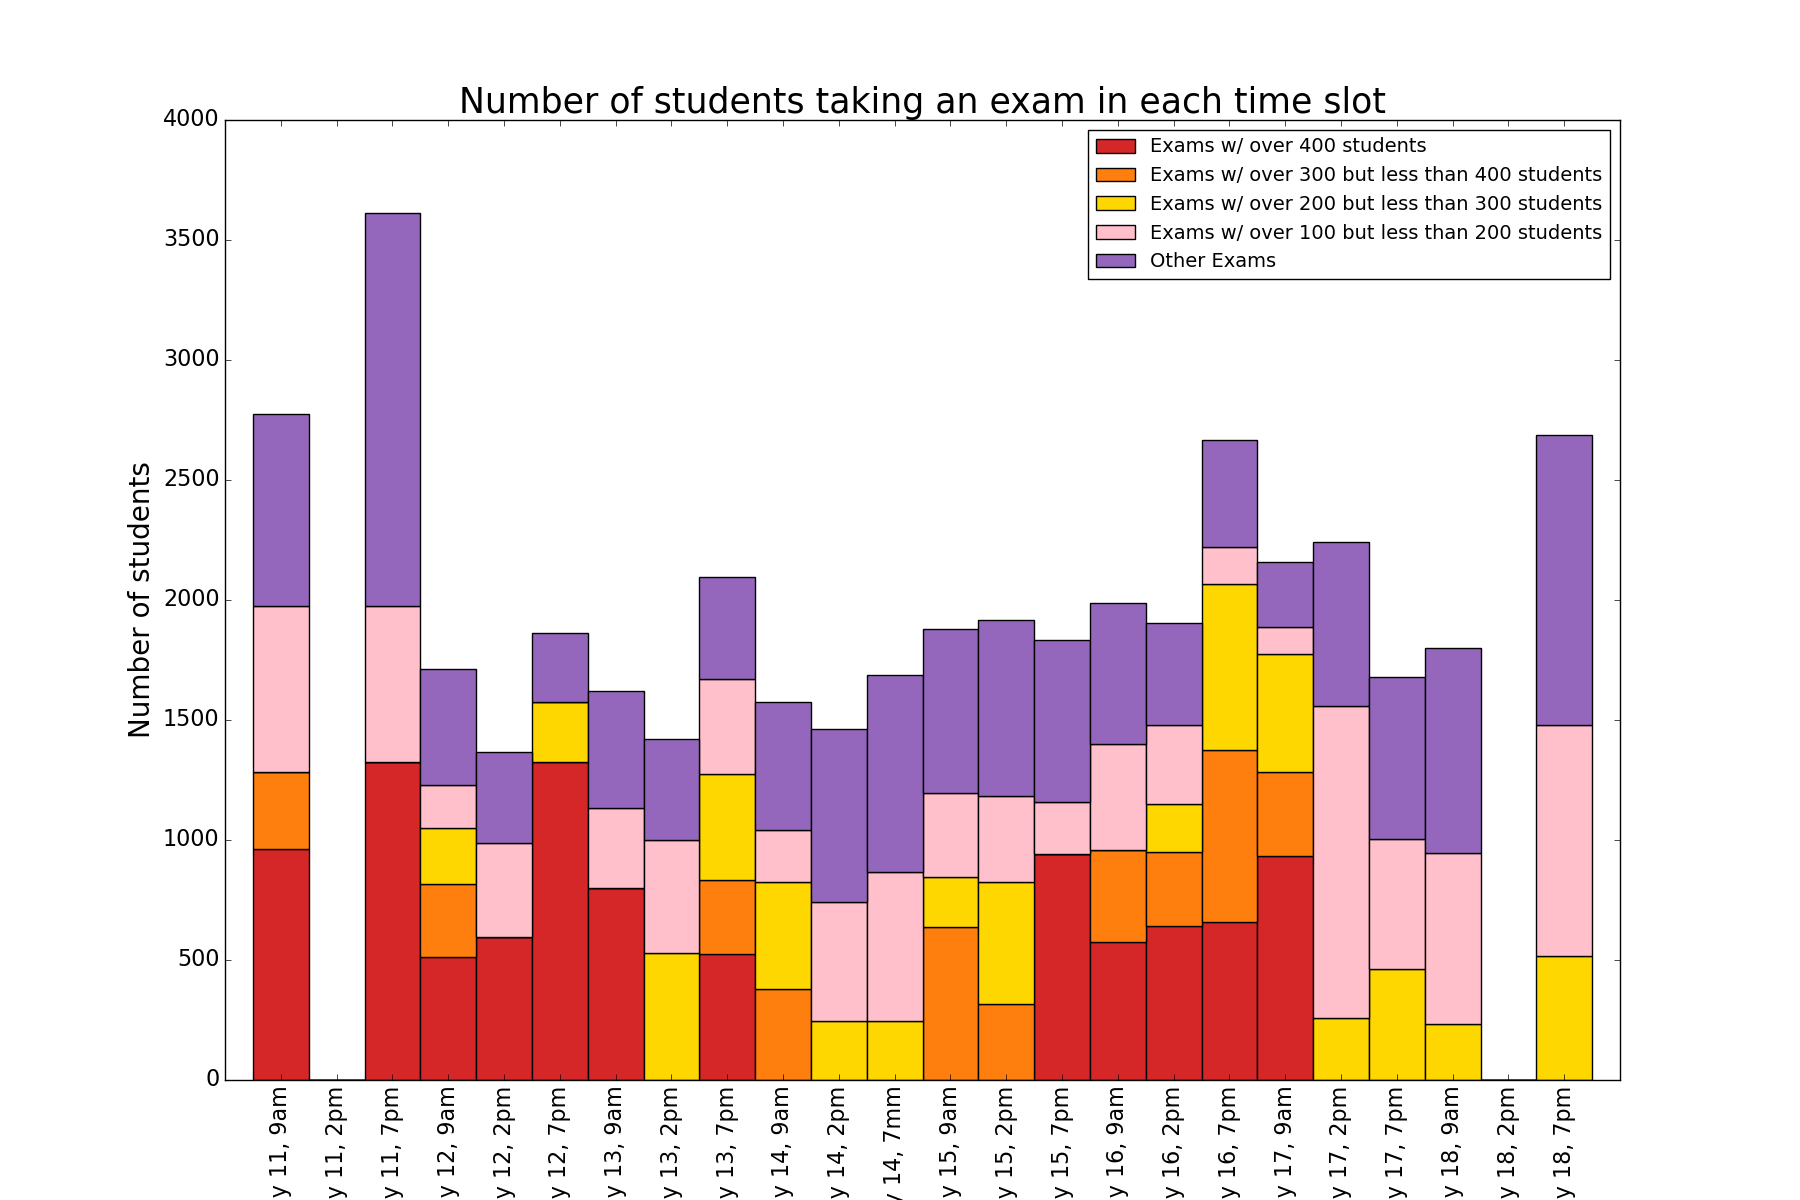 Number of students taking an exam in each time slot
4000
3500
3000
2500
2000
1500
1000
500
0
Number of students
Exams w/ over 400 students
Exams w/ over 300 but less than 400 students
Exams w/ over 200 but less than 300 students
Exams w/ over 100 but less than 200 students
Other Exams
y 11, 9am
y 11, 2pm
y 11, 7pm
y 12, 9am
y 12, 2pm
y 12, 7pm
y 13, 9am
y 13, 2pm
y 13, 7pm
y 14, 9am
y 14, 2pm
y 14, 7mm
y 15, 9am
y 15, 2pm
y 15, 7pm
y 16, 9am
y 16, 2pm
y 16, 7pm
y 17, 9am
y 17, 2pm
y 17, 7pm
y 18, 9am
y 18, 2pm
y 18, 7pm